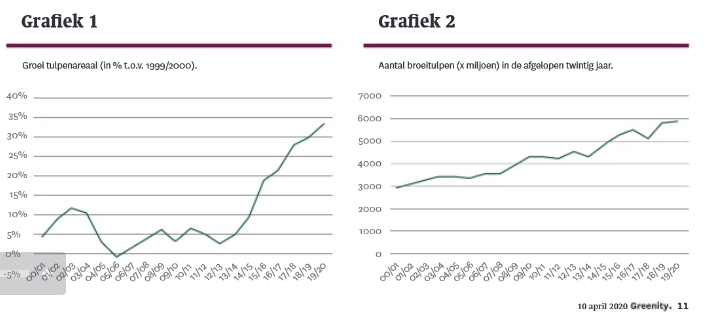 Grafiek 1
Groei tulpenareaal (in % t.o.v. 1999/2000).
40%
35%
30%
25%
20%
15%
10%
5%
0%
-5%
00/01 01/02 02/03 03/04 04/05 05/06 06/07 07/08 08/09 09/10 10/11 11/12 12/13 13/14 14/15 15/16 16/17 17/18 18/19 19/20
Grafiek 2
Aantal broeitulpen (x miljoen) in de afgelopen twintig jaar.
7000
6000
5000
4000
3000
2000
1000
0
00/01 01/02 02/03 03/04 04/05 05/06 06/07 07/08 08/09 09/10 10/11 11/12 12/13 13/14 14/15 15/16 16/17 17/18 18/19 19/20
10 april 2020 Greenity. 11